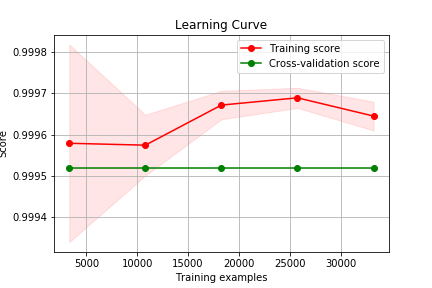 Learning Curve
Training score
Cross-validation score
0.9998
0.9997
0.9996
0.9995
0.9994
Score
5000 10000 15000 20000 25000 30000
Training examples